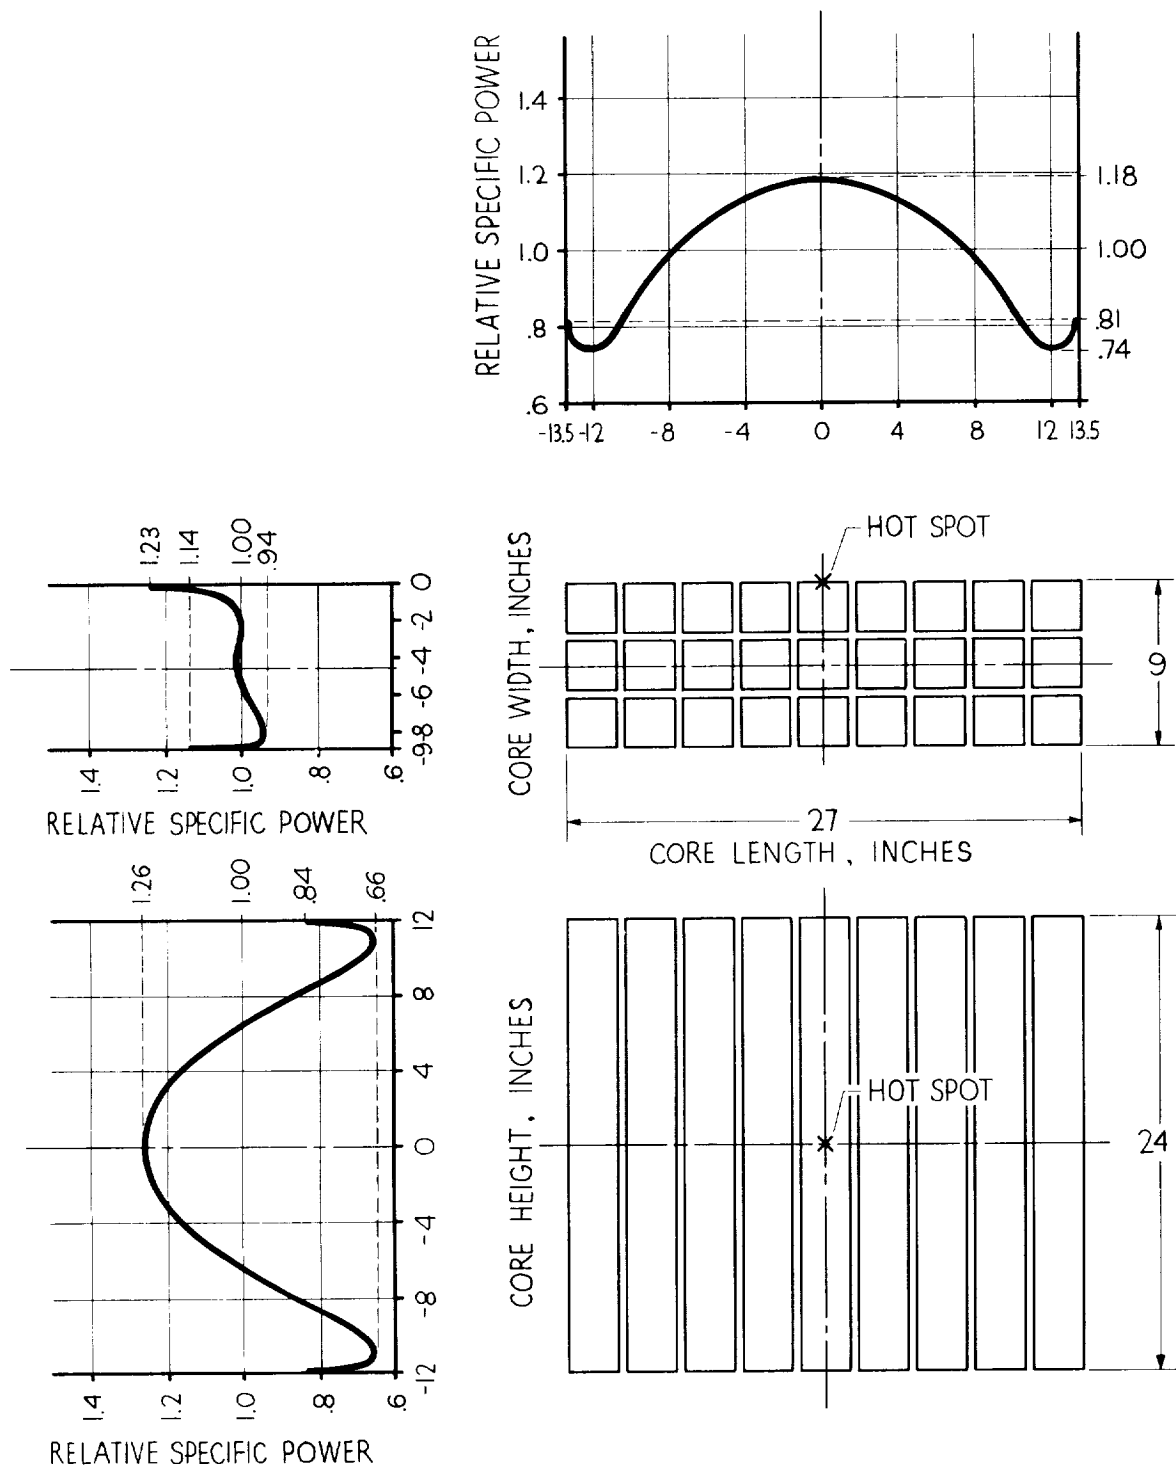 RELATIVE SPECIFIC POWER
1.4
1.2
1.0
.8
.6
1.18
1.00
.81
.74
-13.5 -12 -8 -4 0 4 8 12 13.5
1.23 1.14 1.00 .94
0
-2
-4
-6
-8
-9
1.4 1.2 1.0 .8 .6
RELATIVE SPECIFIC POWER
CORE WIDTH, INCHES
HOT SPOT
9
27
CORE LENGTH, INCHES
1.26 1.00 .84 .66
12
8
4
0
-4
-8
-12
1.4 1.2 1.0 .8 .6
RELATIVE SPECIFIC POWER
CORE HEIGHT, INCHES
HOT SPOT
24